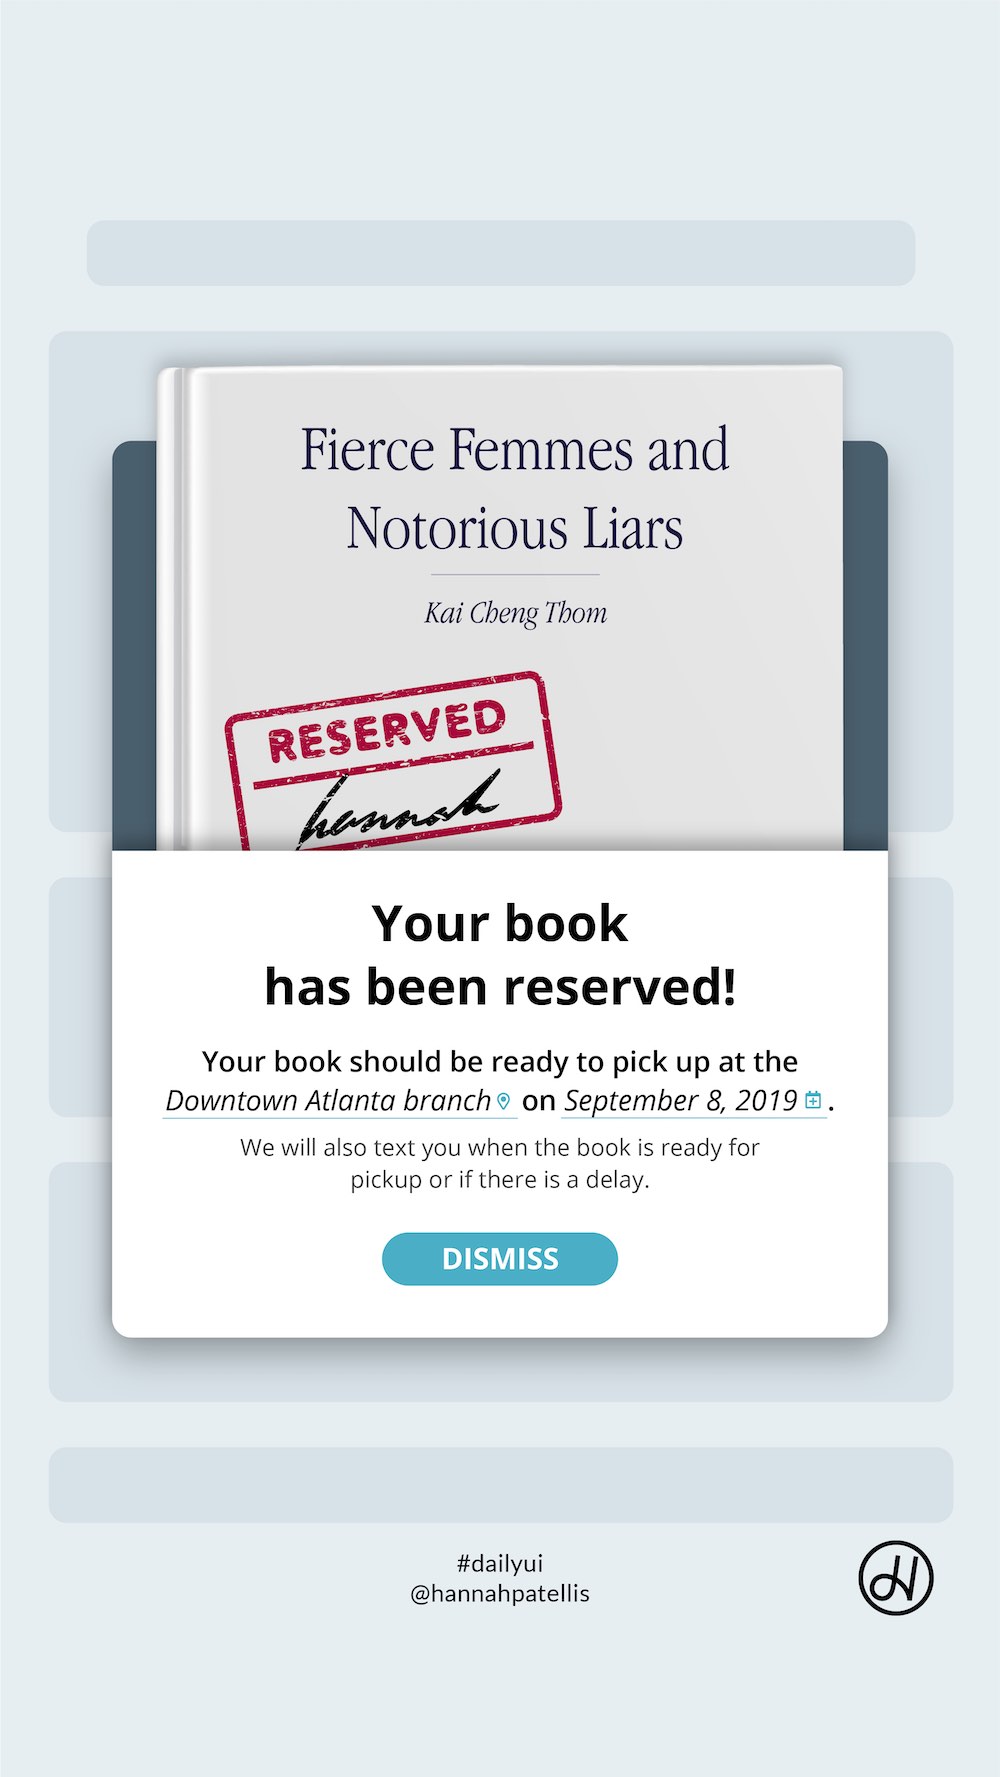 Fierce Femmes and
Notorious Liars
Kai Cheng Thom
RESERVED
hannah
Your book
has been reserved!
Your book should be ready to pick up at the
Downtown Atlanta branch on September 8, 2019.
We will also text you when the book is ready for
pickup or if there is a delay.
DISMISS
#dailyui
@hannahpatellis
H